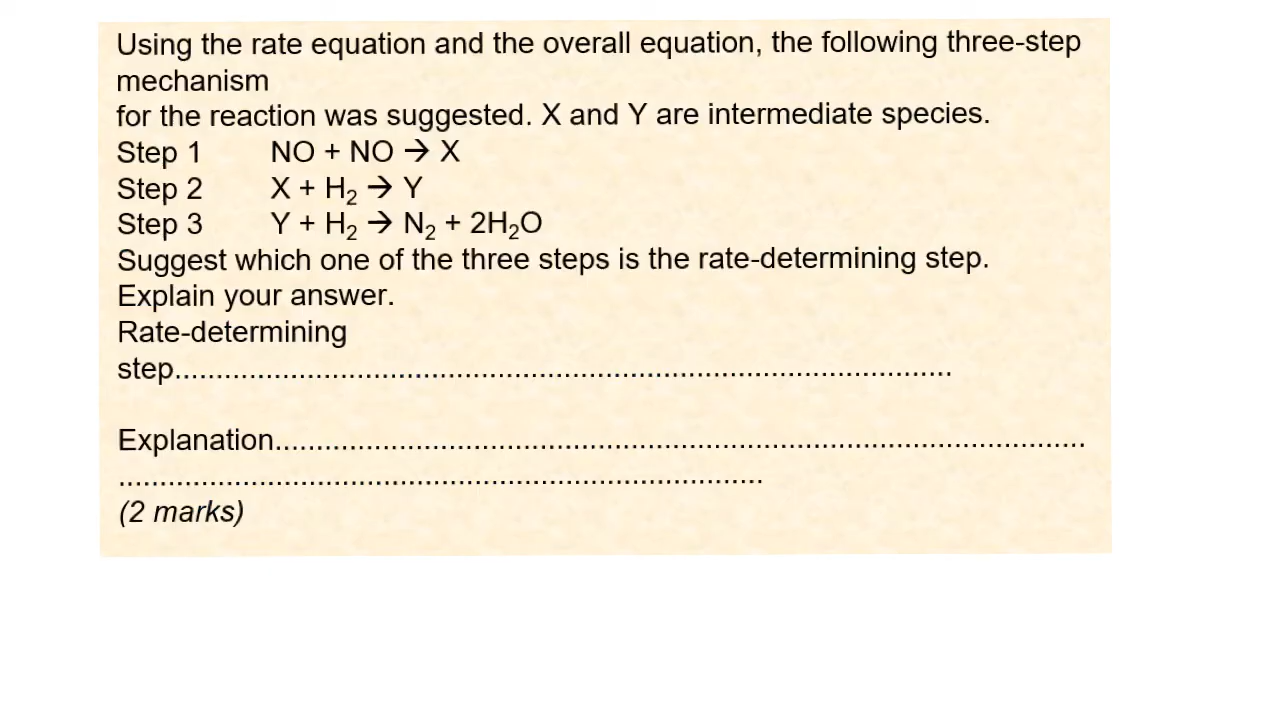 Using the rate equation and the overall equation, the following three-step
mechanism
for the reaction was suggested. X and Y are intermediate species.
Step 1 NO + NO → X
Step 2 X + H₂ → Y
Step 3 Y + H₂ → N₂ + 2H₂O
Suggest which one of the three steps is the rate-determining step.
Explain your answer.
Rate-determining
step..............................................................................................
Explanation..................................................................................................
..............................................................................
(2 marks)